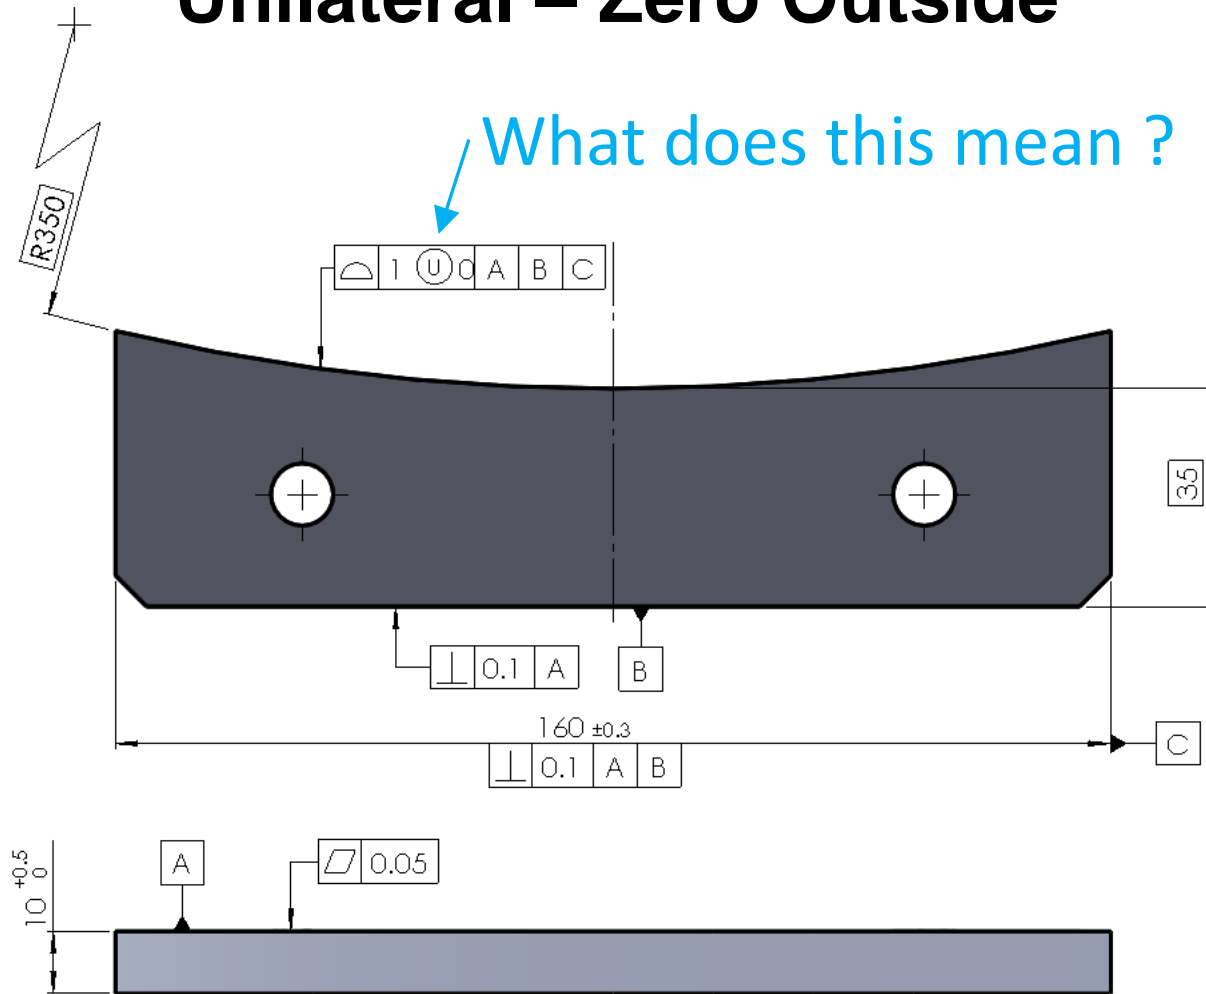 Unilateral – Zero Outside
What does this mean ?
R350
⌓ 1 Ⓤ 0 A B C
35
⟂ 0.1 A
B
160 ±0.3
⟂ 0.1 A B
C
A
⏥ 0.05
10 +0.5 0